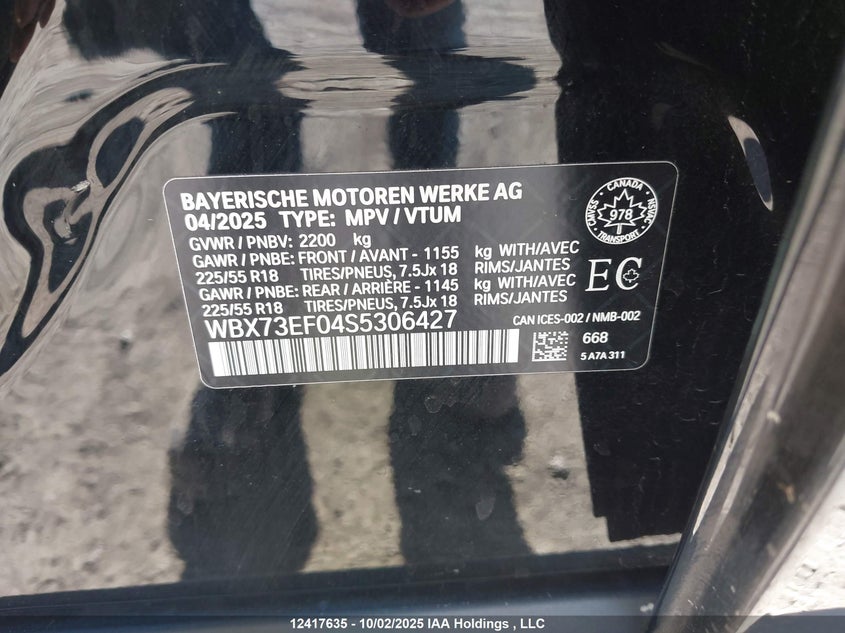 BAYERISCHE MOTOREN WERKE AG
04/2025 TYPE: MPV / VTUM
GVWR / PNBV: 2200 kg
GAWR / PNBE: FRONT / AVANT - 1155 kg WITH/AVEC
225/55 R18 TIRES/PNEUS, 7.5Jx 18 RIMS/JANTES
GAWR / PNBE: REAR / ARRIÈRE - 1145 kg WITH/AVEC
225/55 R18 TIRES/PNEUS, 7.5Jx 18 RIMS/JANTES
WBX73EF04S5306427
CANADA
CMVSS
978
NSVAC
EC
CAN ICES-002 / NMB-002
668
5 A7A 311
12417635 - 10/02/2025 IAA Holdings , LLC